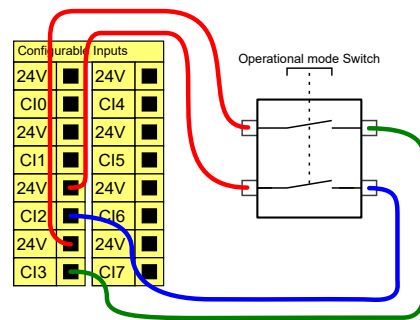 Configurable Inputs
Operational mode Switch
24V 24V
CI0 CI4
24V 24V
CI1 CI5
24V 24V
CI2 CI6
24V 24V
CI3 CI7